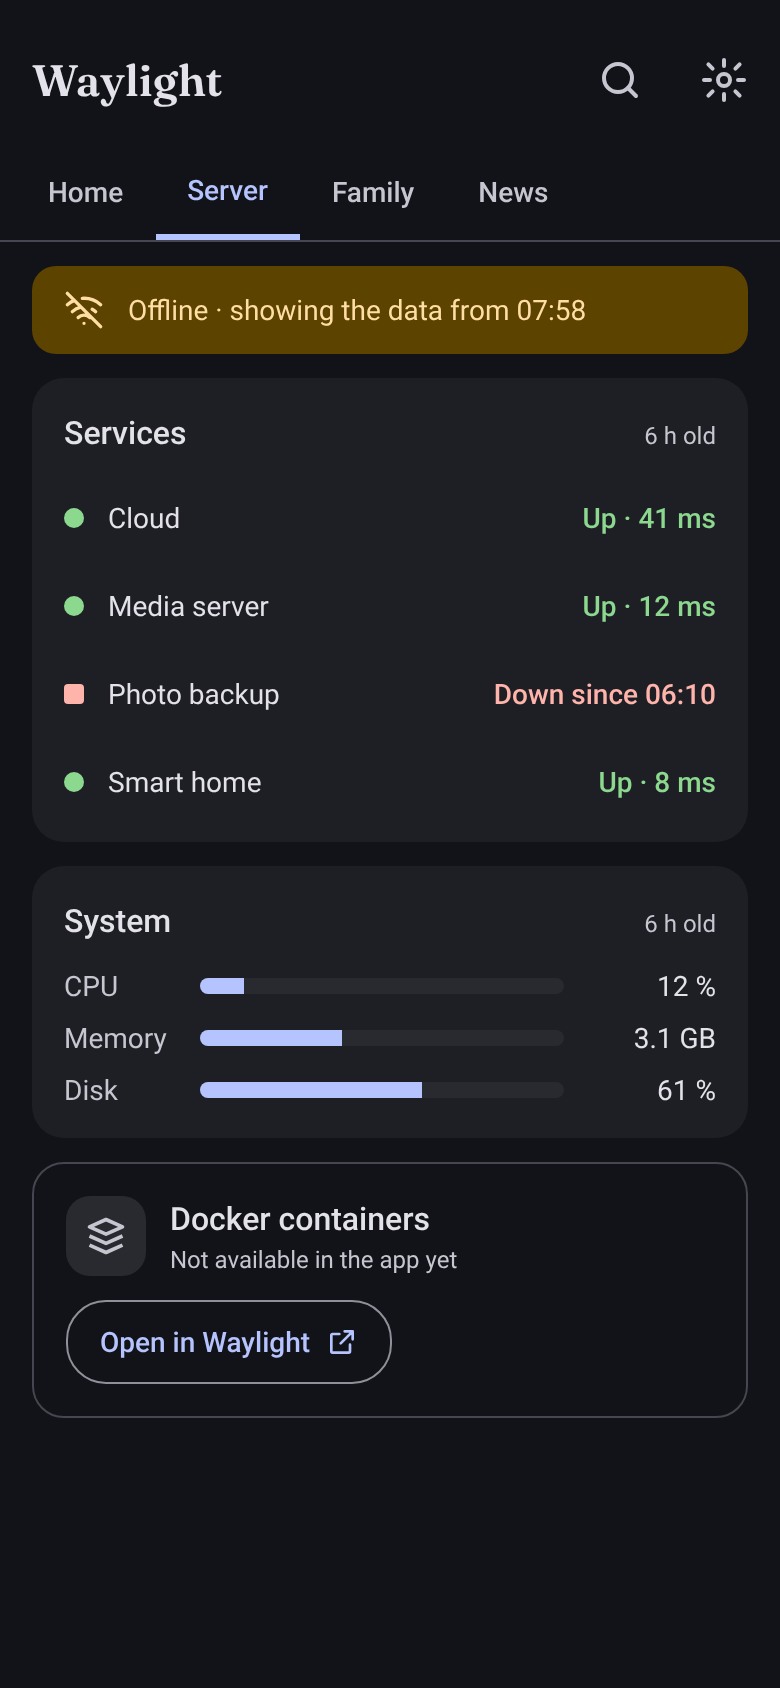 Waylight
Home Server Family News
Offline · showing the data from 07:58
Services 6 h old
Cloud Up · 41 ms
Media server Up · 12 ms
Photo backup Down since 06:10
Smart home Up · 8 ms
System 6 h old
CPU 12 %
Memory 3.1 GB
Disk 61 %
Docker containers
Not available in the app yet
Open in Waylight